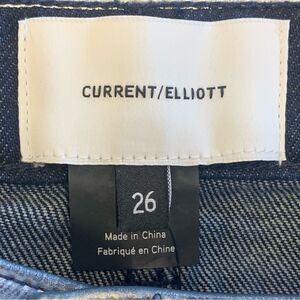 CURRENT/ELLIOTT
26
Made in China
Fabriqué en Chine